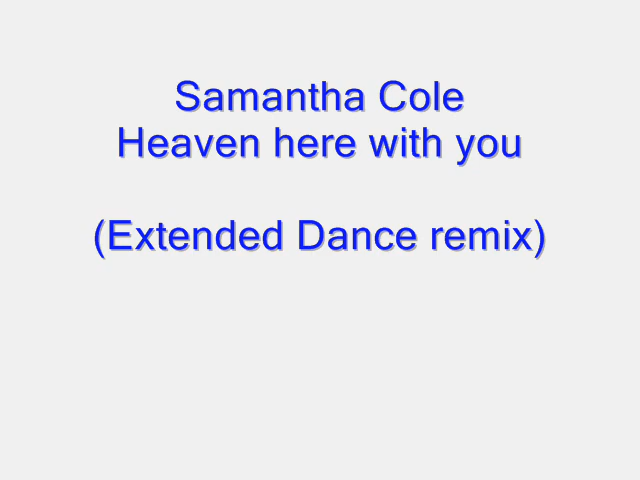 Samantha Cole
Heaven here with you
(Extended Dance remix)